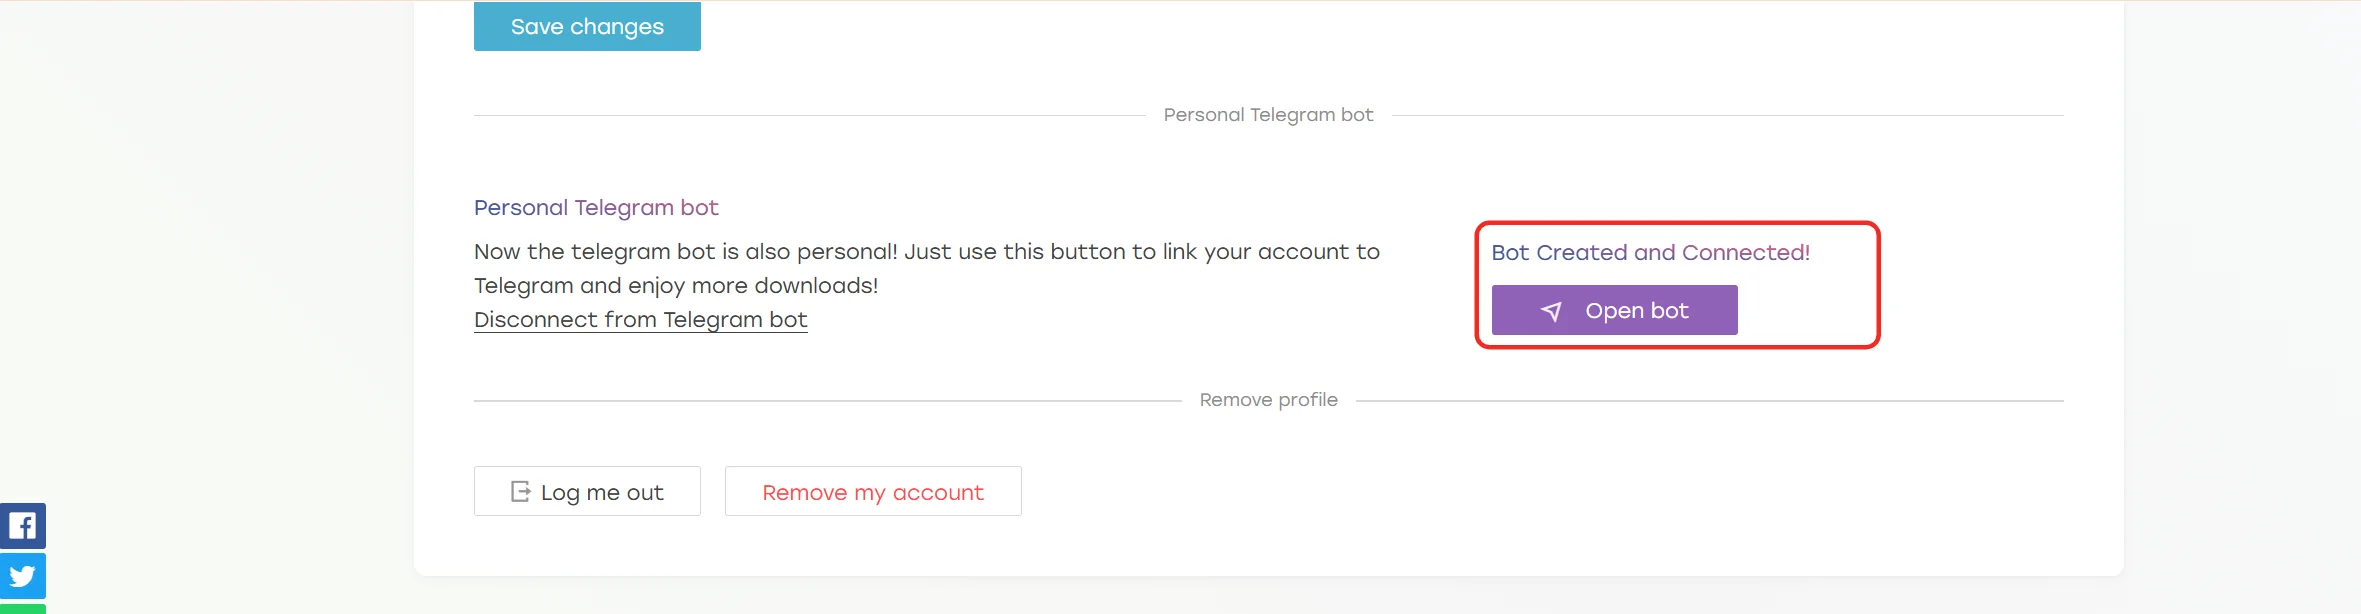 Save changes
Personal Telegram bot
Personal Telegram bot
Now the telegram bot is also personal! Just use this button to link your account to
Telegram and enjoy more downloads!
Disconnect from Telegram bot
Bot Created and Connected!
Open bot
Remove profile
Log me out
Remove my account